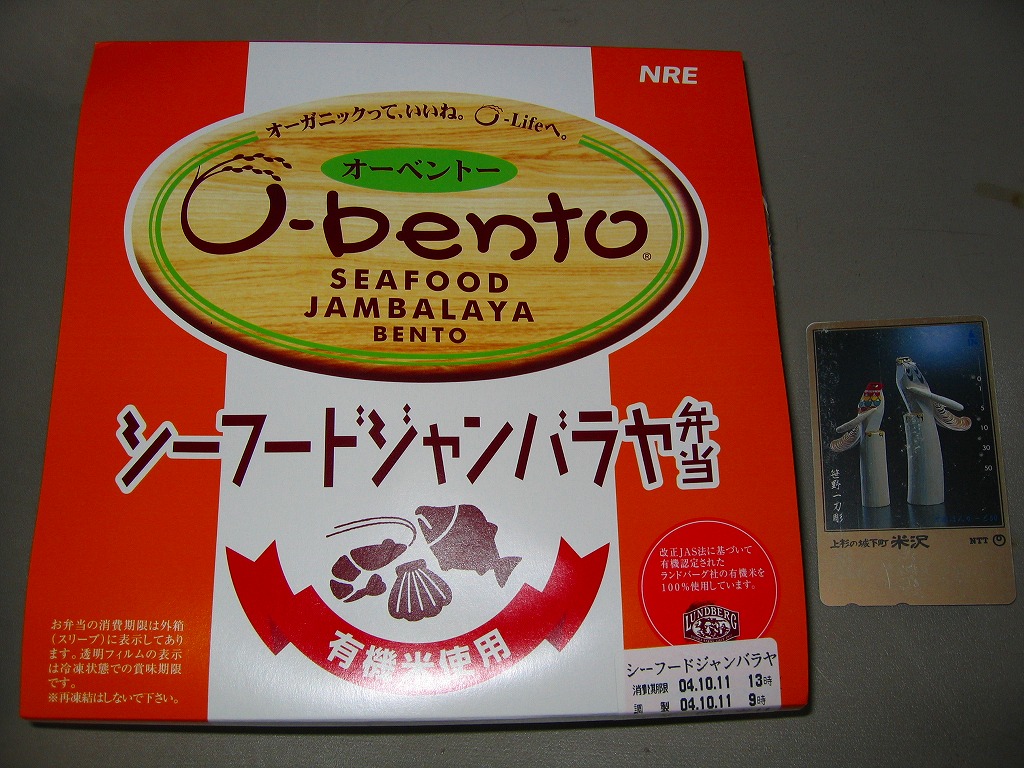 NRE
オーガニックって、いいね。O-Lifeへ。
オーベントー
O-bento®
SEAFOOD
JAMBALAYA
BENTO
シーフードジャンバラヤ弁当
有機米使用
改正JAS法に基づいて
有機認定された
ランドバーグ社の有機米を
100%使用しています。
LUNDBERG
お弁当の消費期限は外箱
(スリーブ)に表示してあり
ます。透明フィルムの表示
は冷凍状態での賞味期限
です。
※再凍結はしないで下さい。
シーフードジャンバラヤ
消費期限 04.10.11 13時
調製 04.10.11 9時
0
1
5
10
30
50
笹野一刀彫
上杉の城下町 米沢
NTT